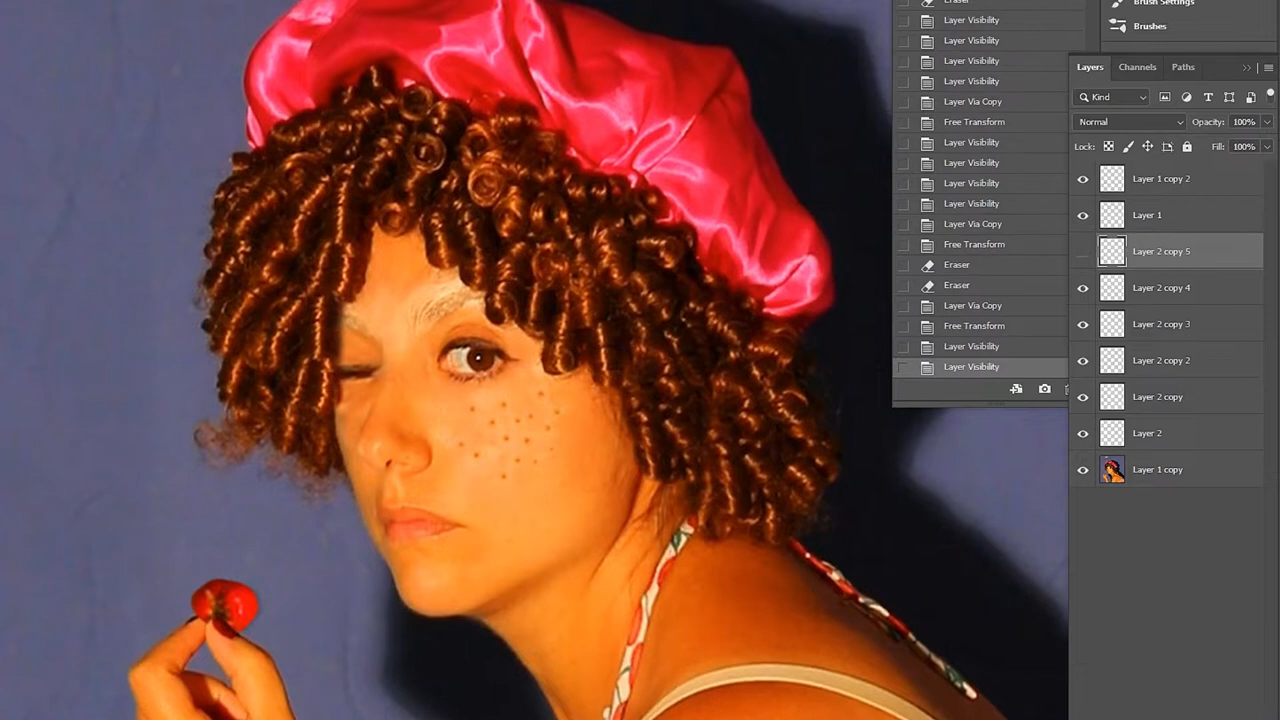 Eraser
Layer Visibility
Layer Visibility
Layer Visibility
Layer Visibility
Layer Via Copy
Free Transform
Layer Visibility
Layer Visibility
Layer Visibility
Layer Visibility
Layer Via Copy
Free Transform
Eraser
Eraser
Layer Via Copy
Free Transform
Layer Visibility
Layer Visibility
Brush Settings
Brushes
Layers Channels Paths
Kind
Normal Opacity: 100%
Lock: Fill: 100%
Layer 1 copy 2
Layer 1
Layer 2 copy 5
Layer 2 copy 4
Layer 2 copy 3
Layer 2 copy 2
Layer 2 copy
Layer 2
Layer 1 copy